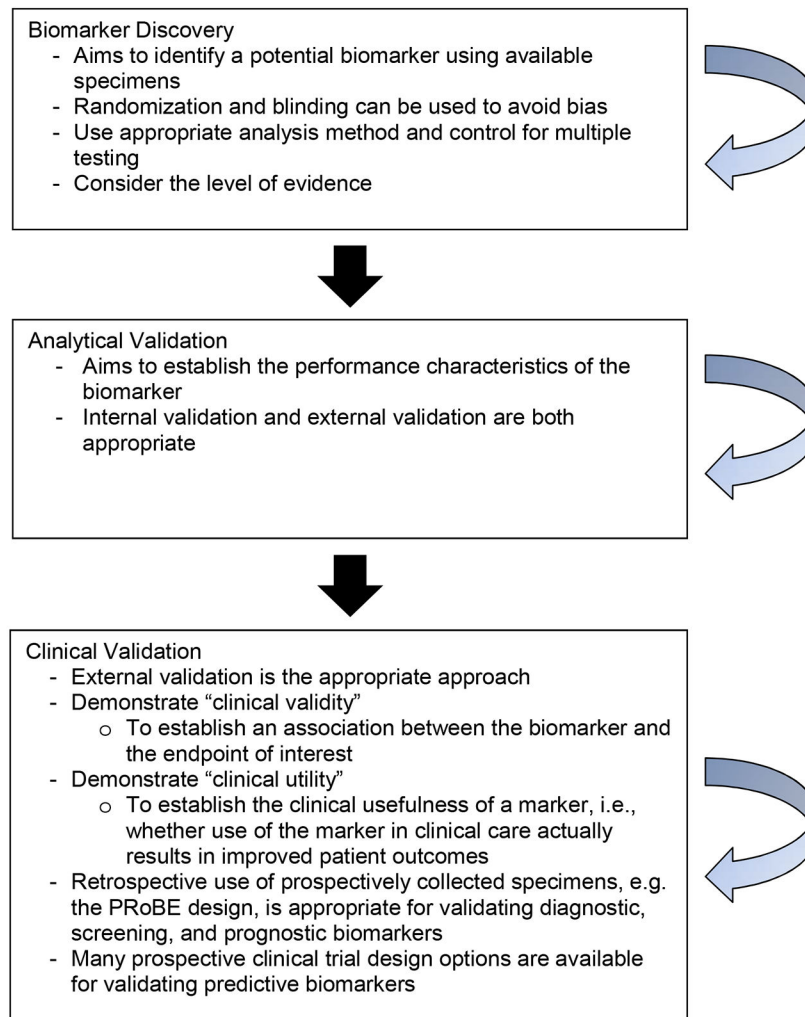 Biomarker Discovery
- Aims to identify a potential biomarker using available
specimens
- Randomization and blinding can be used to avoid bias
- Use appropriate analysis method and control for multiple
testing
- Consider the level of evidence
Analytical Validation
- Aims to establish the performance characteristics of the
biomarker
- Internal validation and external validation are both
appropriate
Clinical Validation
- External validation is the appropriate approach
- Demonstrate “clinical validity”
o To establish an association between the biomarker and
the endpoint of interest
- Demonstrate “clinical utility”
o To establish the clinical usefulness of a marker, i.e.,
whether use of the marker in clinical care actually
results in improved patient outcomes
- Retrospective use of prospectively collected specimens, e.g.
the PRoBE design, is appropriate for validating diagnostic,
screening, and prognostic biomarkers
- Many prospective clinical trial design options are available
for validating predictive biomarkers